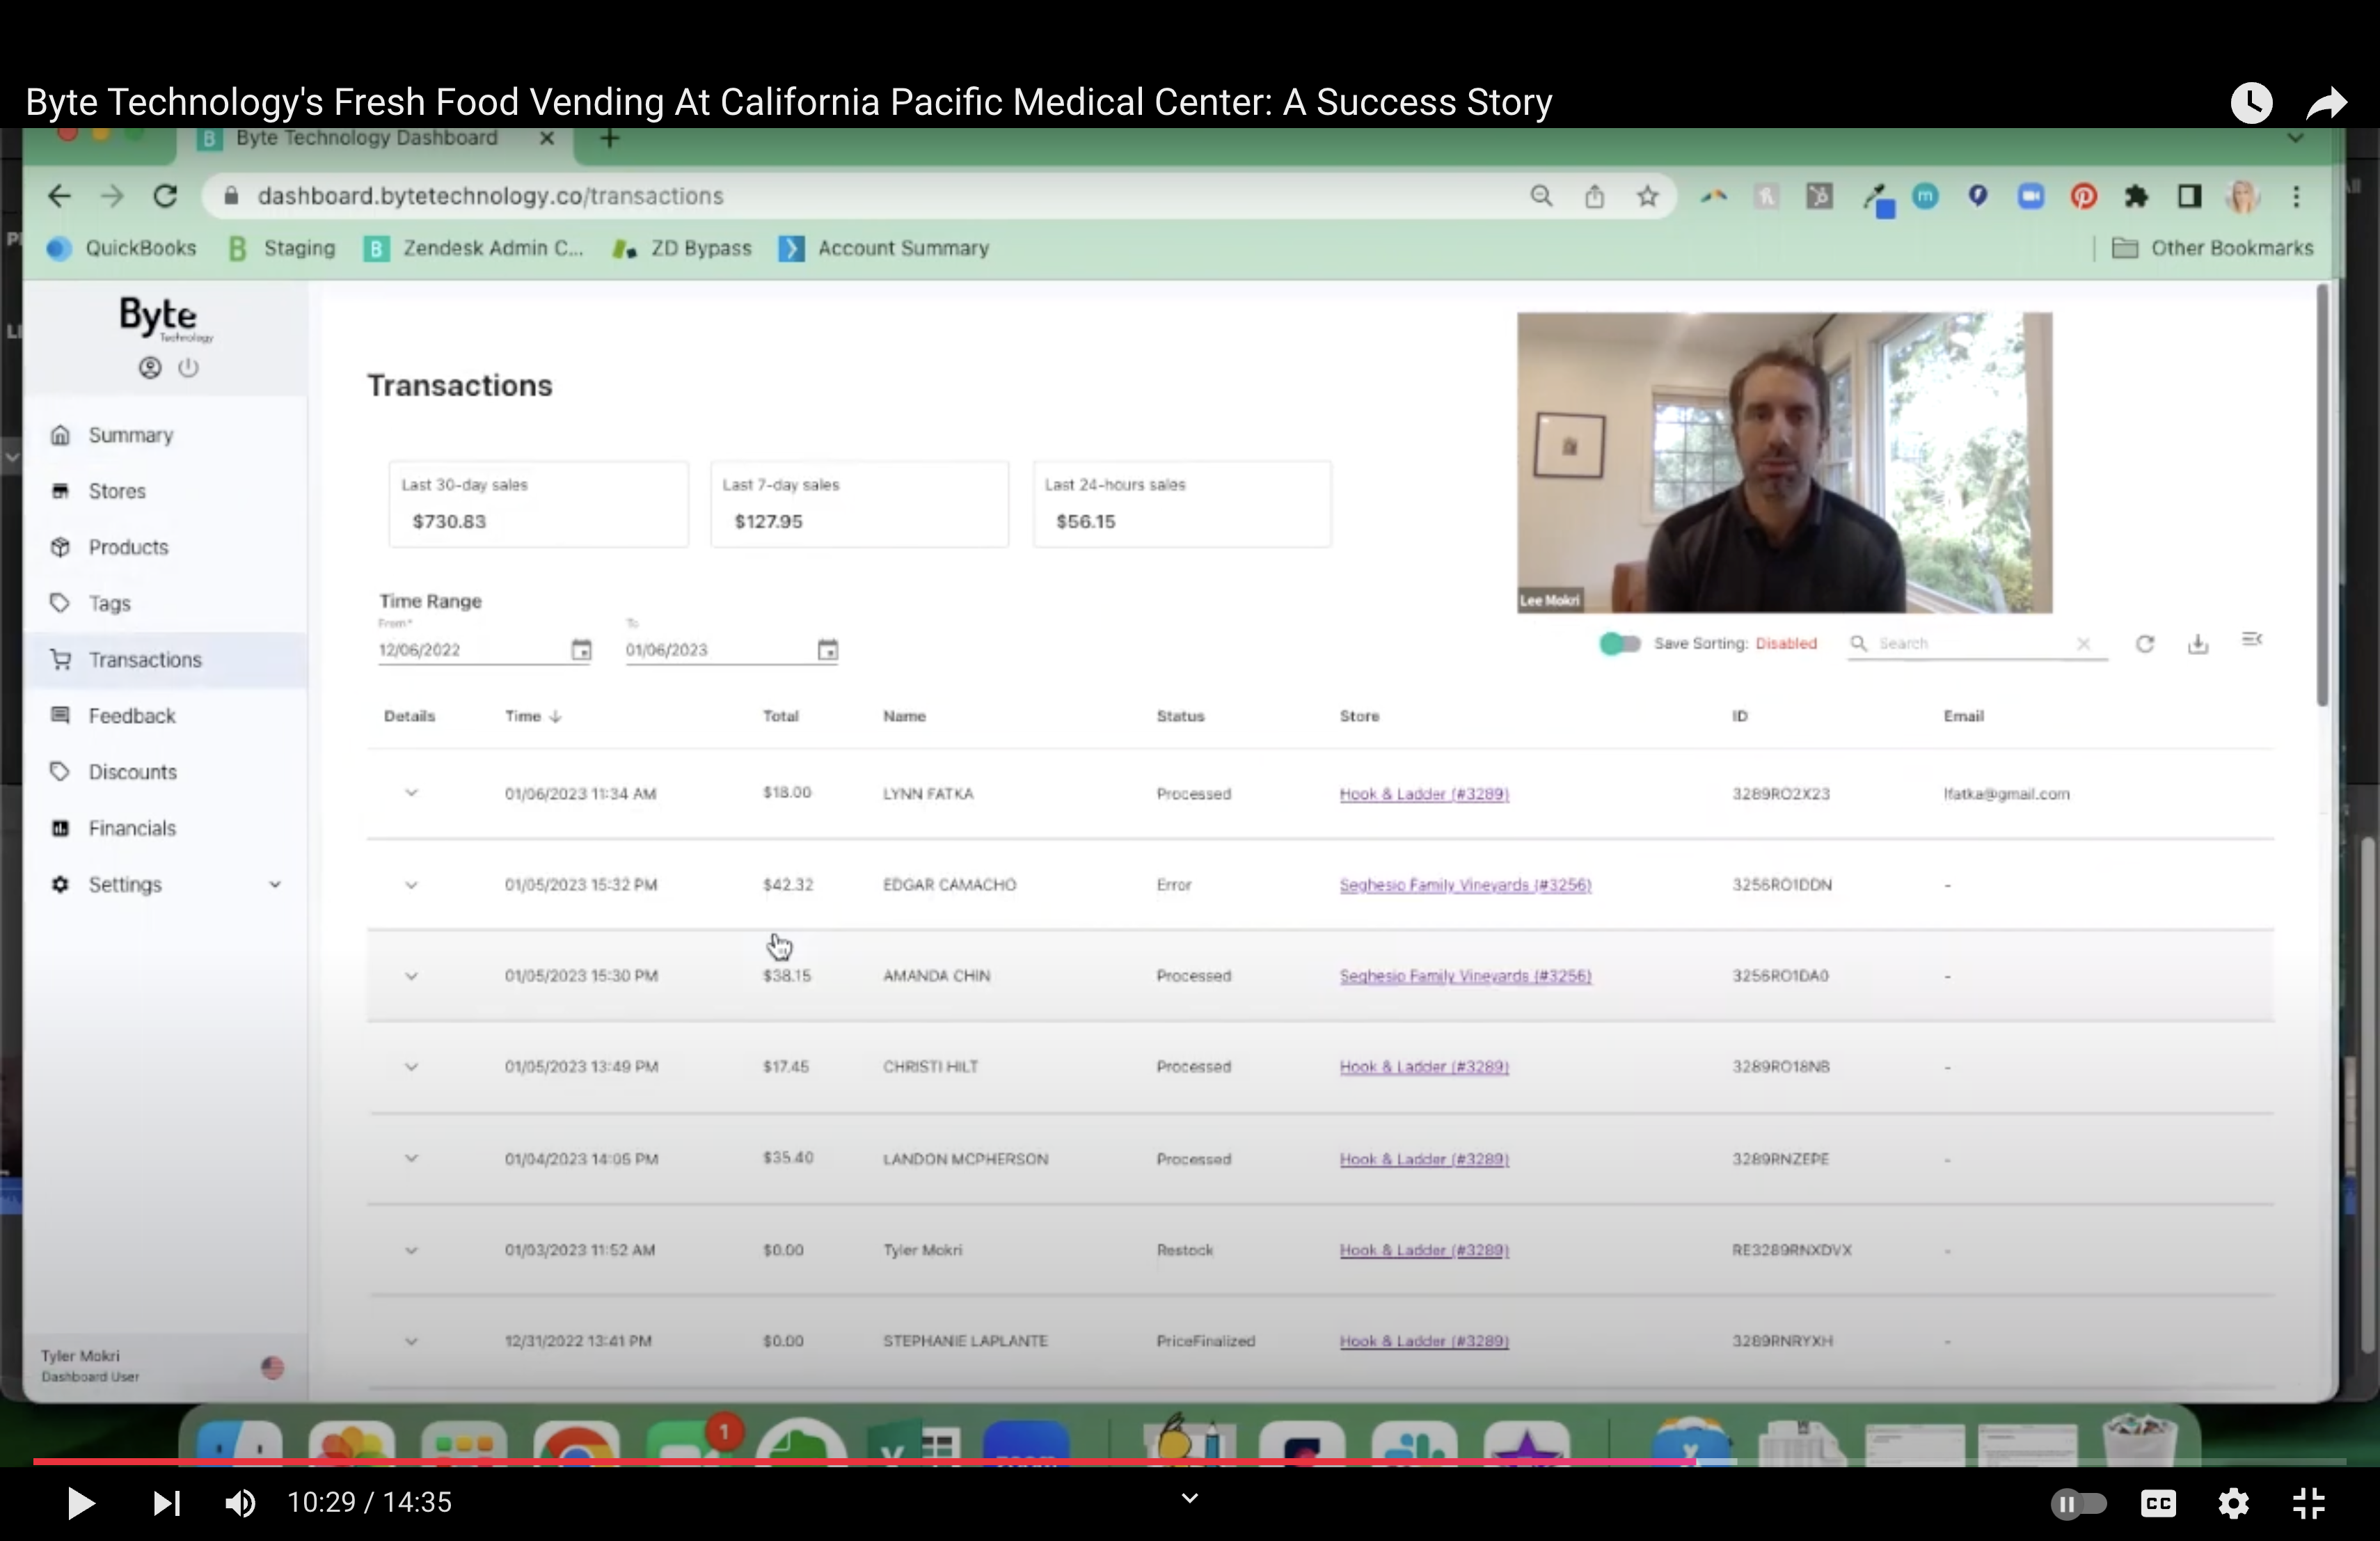 Byte Technology's Fresh Food Vending At California Pacific Medical Center: A Success Story
B Byte Technology Dashboard
dashboard.bytetechnology.co/transactions
QuickBooks B Staging B Zendesk Admin C... ZD Bypass Account Summary Other Bookmarks
Byte
Technology
Summary
Stores
Products
Tags
Transactions
Feedback
Discounts
Financials
Settings
Tyler Mokri
Dashboard User
Transactions
Last 30-day sales Last 7-day sales Last 24-hours sales
$730.83 $127.95 $56.15
Lee Mokri
Time Range
From* To
12/06/2022 01/06/2023
Save Sorting: Disabled Search
Details Time Total Name Status Store ID Email
01/06/2023 11:34 AM $18.00 LYNN FATKA Processed Hook & Ladder (#3289) 3289RO2X23 lfatka@gmail.com
01/05/2023 15:32 PM $42.32 EDGAR CAMACHO Error Seghesio Family Vineyards (#3256) 3256RO1DDN -
01/05/2023 15:30 PM $38.15 AMANDA CHIN Processed Seghesio Family Vineyards (#3256) 3256RO1DA0 -
01/05/2023 13:49 PM $17.45 CHRISTI HILT Processed Hook & Ladder (#3289) 3289RO18NB -
01/04/2023 14:05 PM $35.40 LANDON MCPHERSON Processed Hook & Ladder (#3289) 3289RNZEPE -
01/03/2023 11:52 AM $0.00 Tyler Mokri Restock Hook & Ladder (#3289) RE3289RNXDVX -
12/31/2022 13:41 PM $0.00 STEPHANIE LAPLANTE PriceFinalized Hook & Ladder (#3289) 3289RNRYXH -
1
10:29 / 14:35
CC